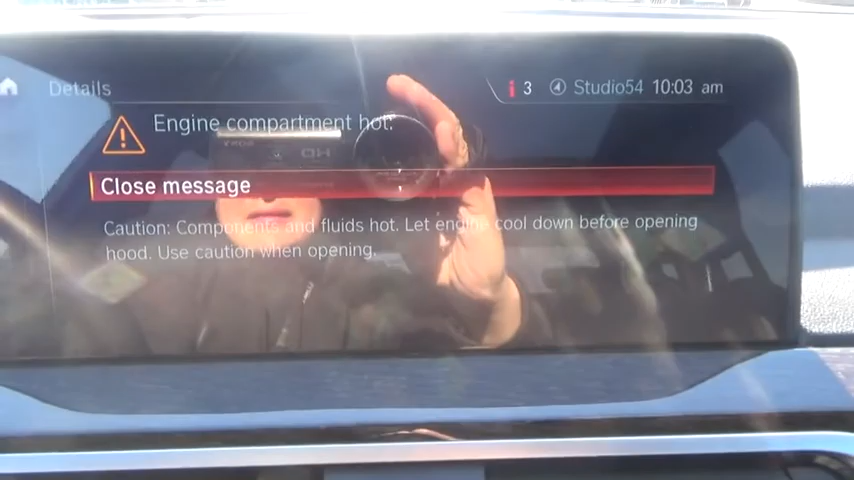 Details
3 Studio54 10:03 am
Engine compartment hot:
Close message
Caution: Components and fluids hot. Let engine cool down before opening
hood. Use caution when opening.